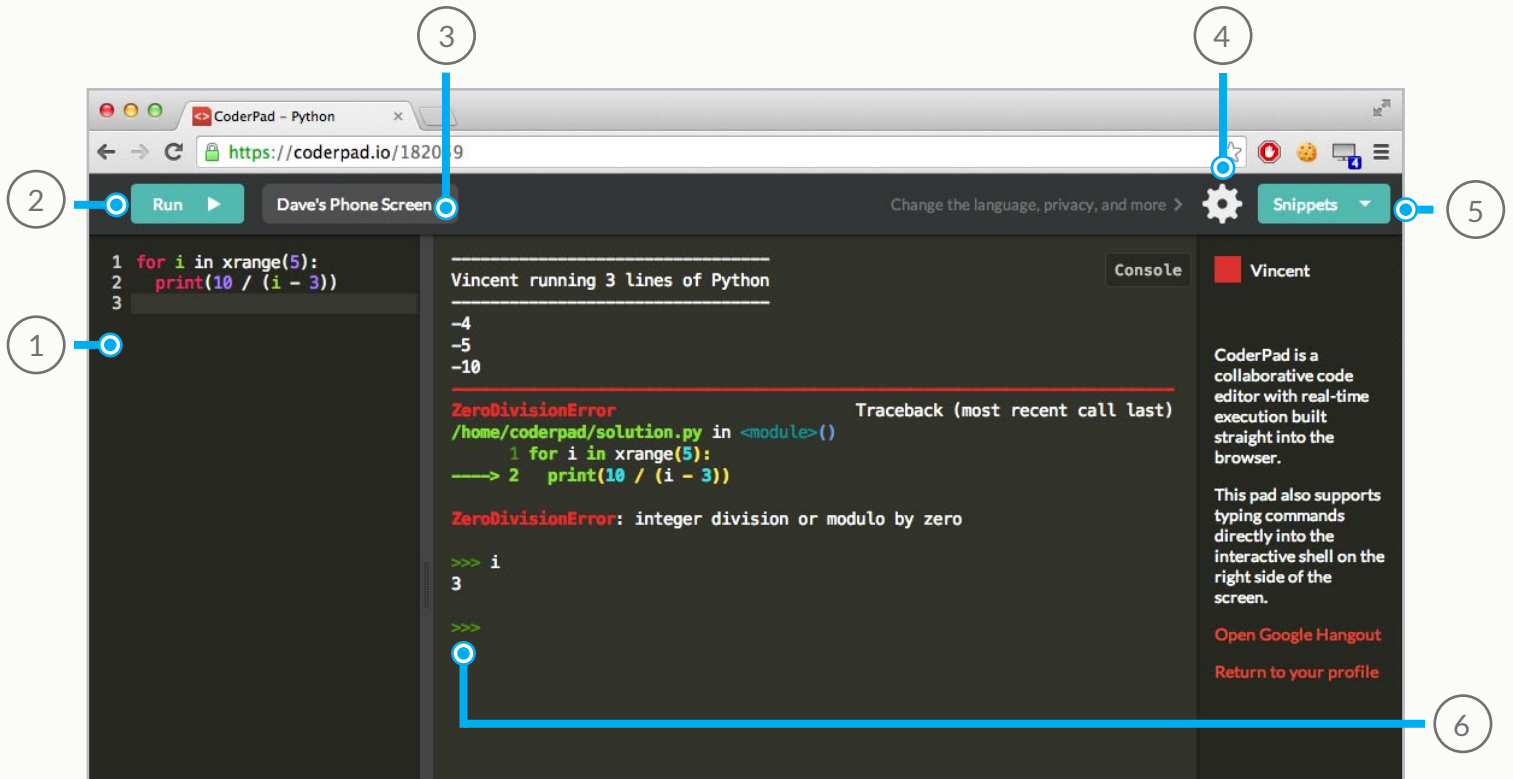 3
4
CoderPad – Python
https://coderpad.io/182059
2
Run
Dave's Phone Screen
Change the language, privacy, and more >
Snippets
5
1 for i in xrange(5):
2 print(10 / (i – 3))
3
1
Vincent running 3 lines of Python
Console
–4
–5
–10
ZeroDivisionError Traceback (most recent call last)
/home/coderpad/solution.py in <module>()
1 for i in xrange(5):
----> 2 print(10 / (i – 3))
ZeroDivisionError: integer division or modulo by zero
>>> i
3
>>>
Vincent
CoderPad is a
collaborative code
editor with real-time
execution built
straight into the
browser.
This pad also supports
typing commands
directly into the
interactive shell on the
right side of the
screen.
Open Google Hangout
Return to your profile
6